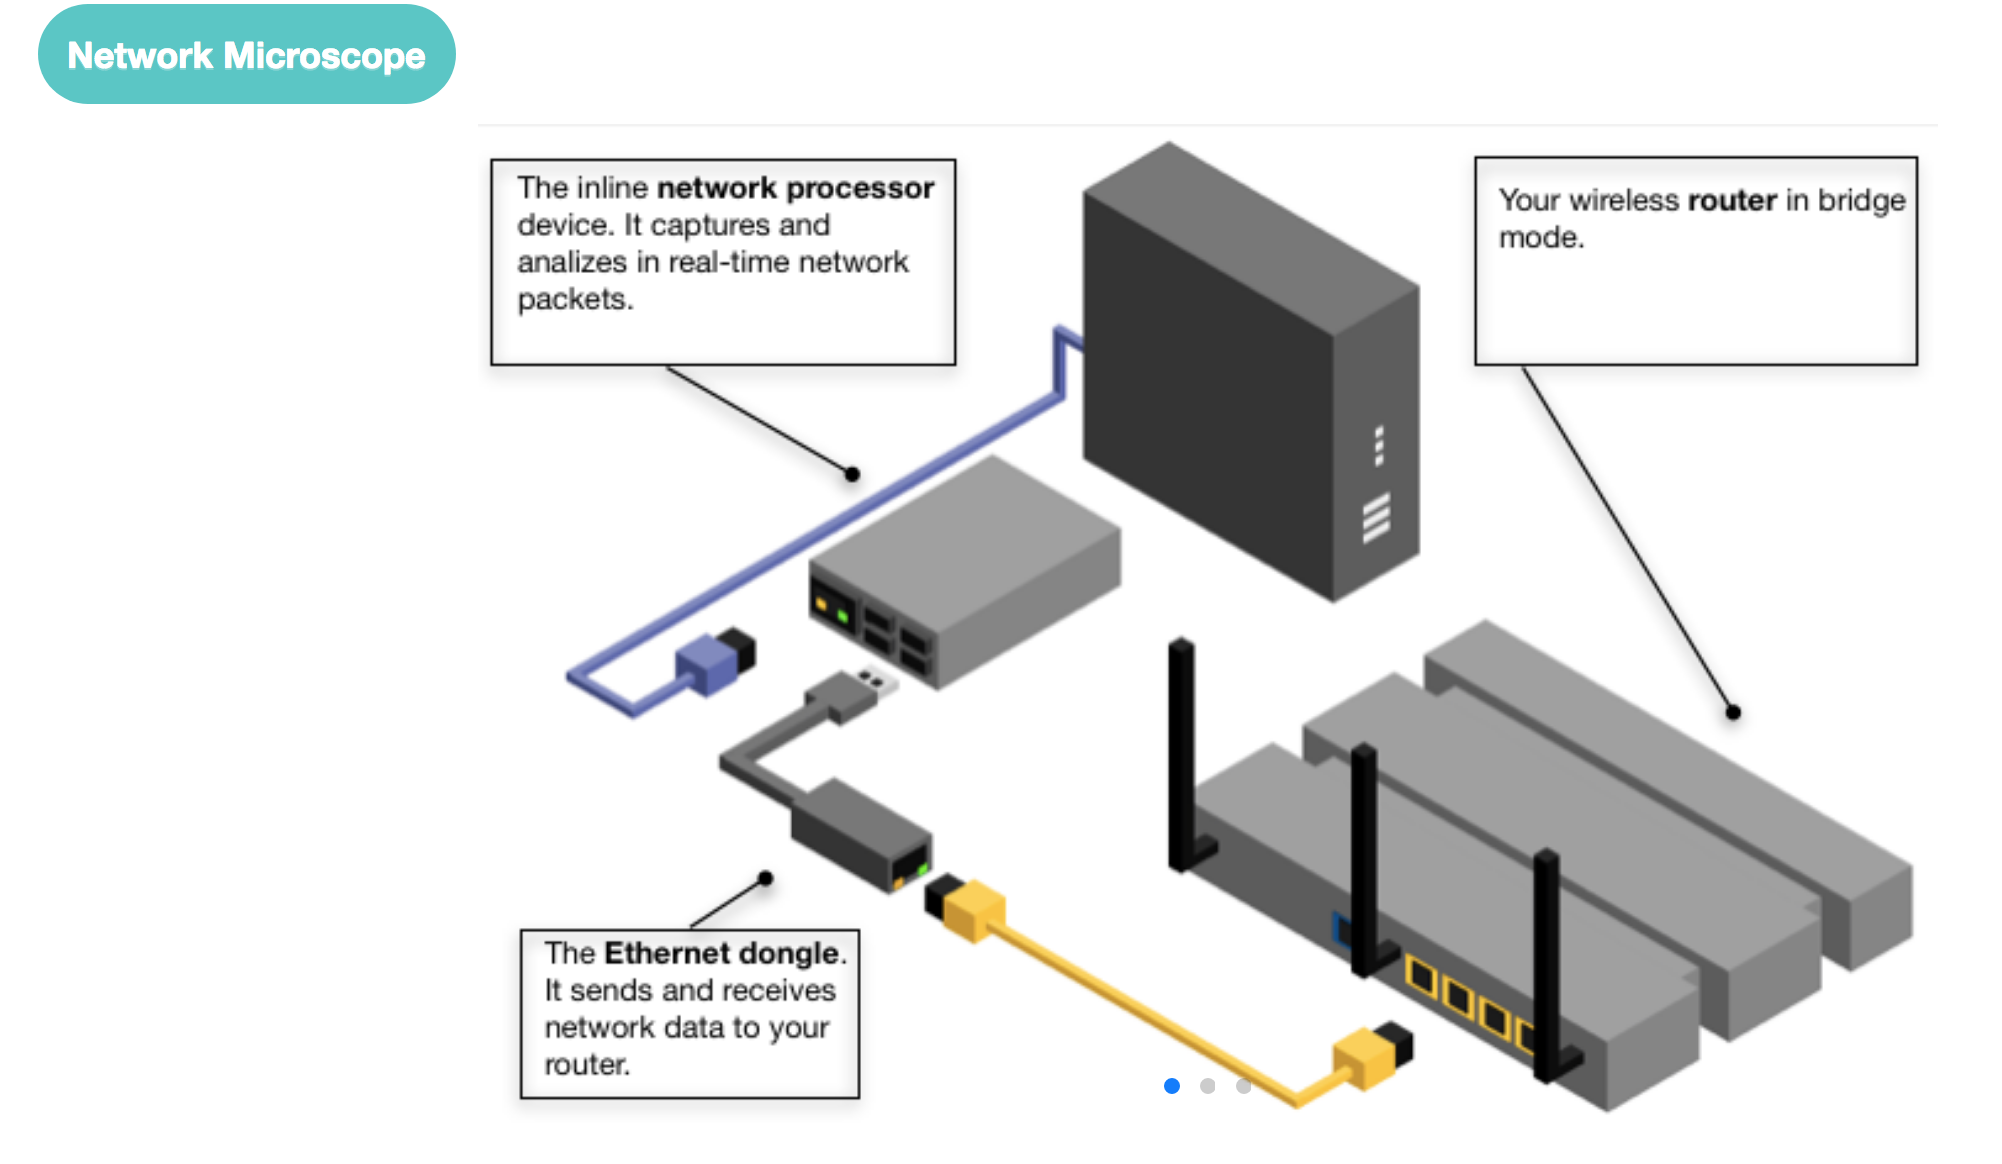 Network Microscope
The inline network processor
device. It captures and
analizes in real-time network
packets.
Your wireless router in bridge
mode.
The Ethernet dongle.
It sends and receives
network data to your
router.